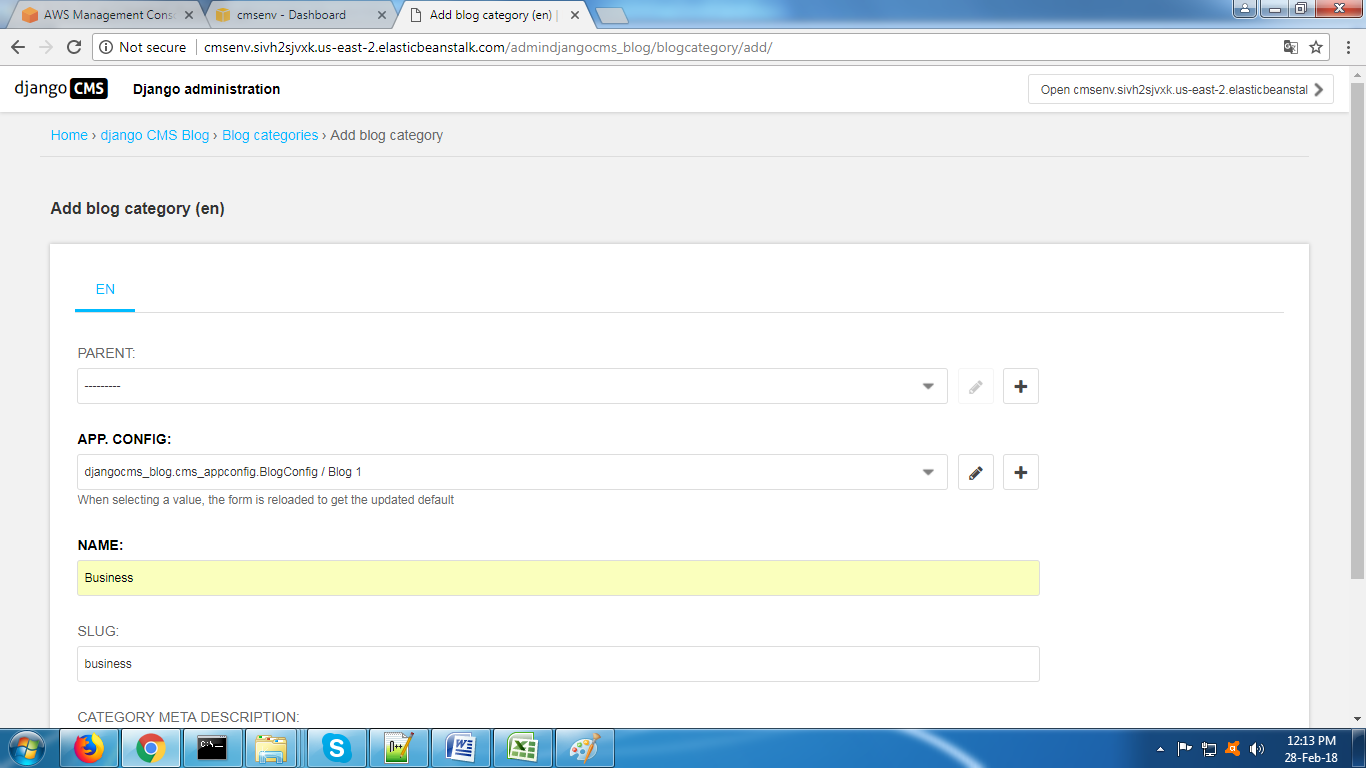 AWS Management Cons
cmsenv - Dashboard
Add blog category (en) |
Not secure
cmsenv.sivh2sjvxk.us-east-2.elasticbeanstalk.com/admindjangocms_blog/blogcategory/add/
django CMS
Django administration
Open cmsenv.sivh2sjvxk.us-east-2.elasticbeanstal
Home › django CMS Blog › Blog categories › Add blog category
Add blog category (en)
EN
PARENT:
---------
APP. CONFIG:
djangocms_blog.cms_appconfig.BlogConfig / Blog 1
When selecting a value, the form is reloaded to get the updated default
NAME:
Business
SLUG:
business
CATEGORY META DESCRIPTION:
12:13 PM
28-Feb-18